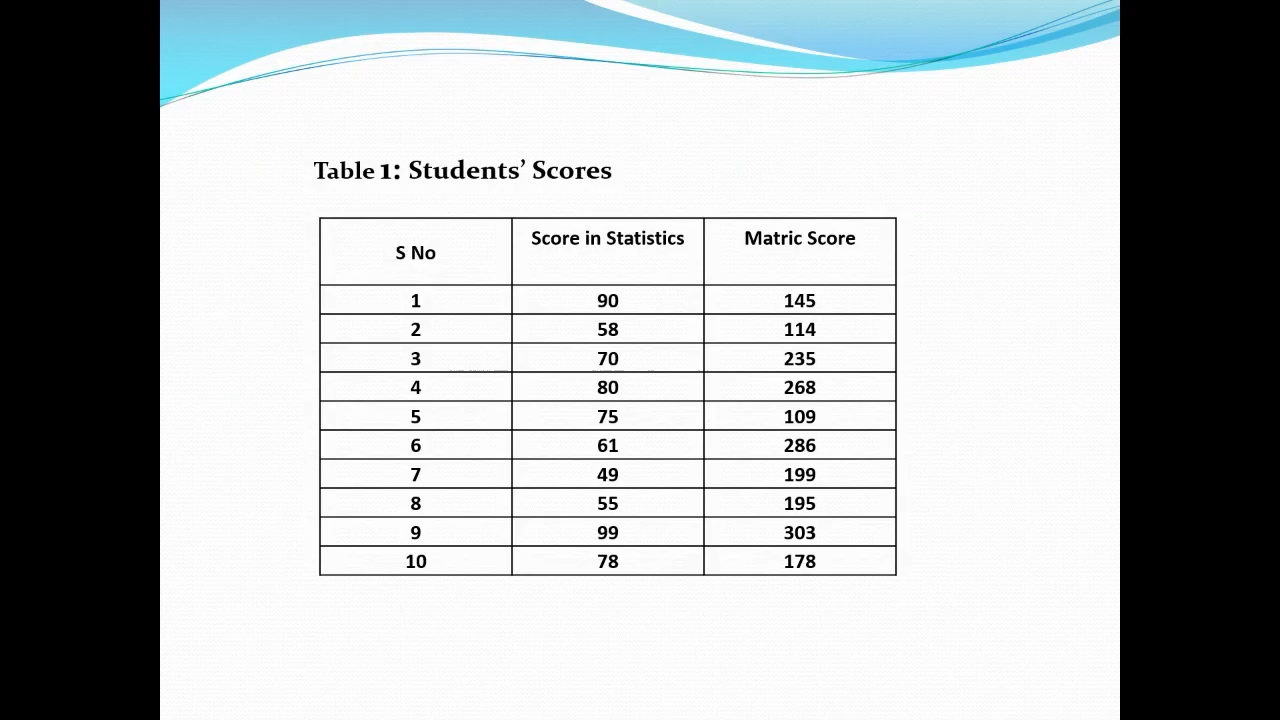 Table 1: Students’ Scores
S No Score in Statistics Matric Score
1 90 145
2 58 114
3 70 235
4 80 268
5 75 109
6 61 286
7 49 199
8 55 195
9 99 303
10 78 178